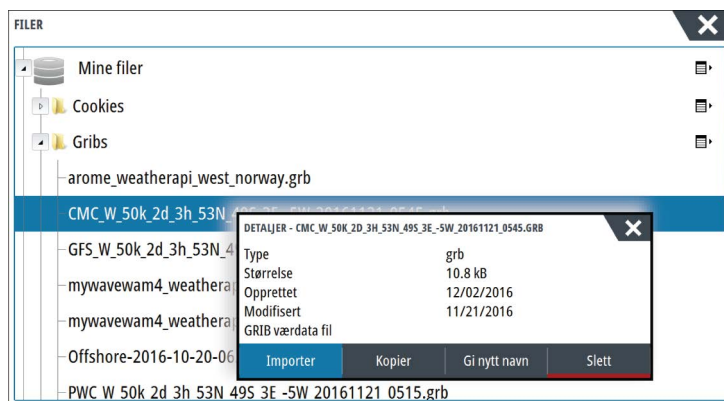 FILER
Mine filer
Cookies
Gribs
arome_weatherapi_west_norway.grb
CMC_W_50k_2d_3h_53N_49S_3E_-5W_20161121_0545.grb
DETALJER - CMC_W_50K_2D_3H_53N_49S_3E_-5W_20161121_0545.GRB
GFS_W_50k_2d_3h_53N_4
Type grb
Størrelse 10.8 kB
mywavewam4_weathera
Opprettet 12/02/2016
Modifisert 11/21/2016
mywavewam4_weathera
GRIB værdata fil
Offshore-2016-10-20-06
Importer Kopier Gi nytt navn Slett
PWC_W_50k_2d_3h_53N_49S_3E_-5W_20161121_0515.grb